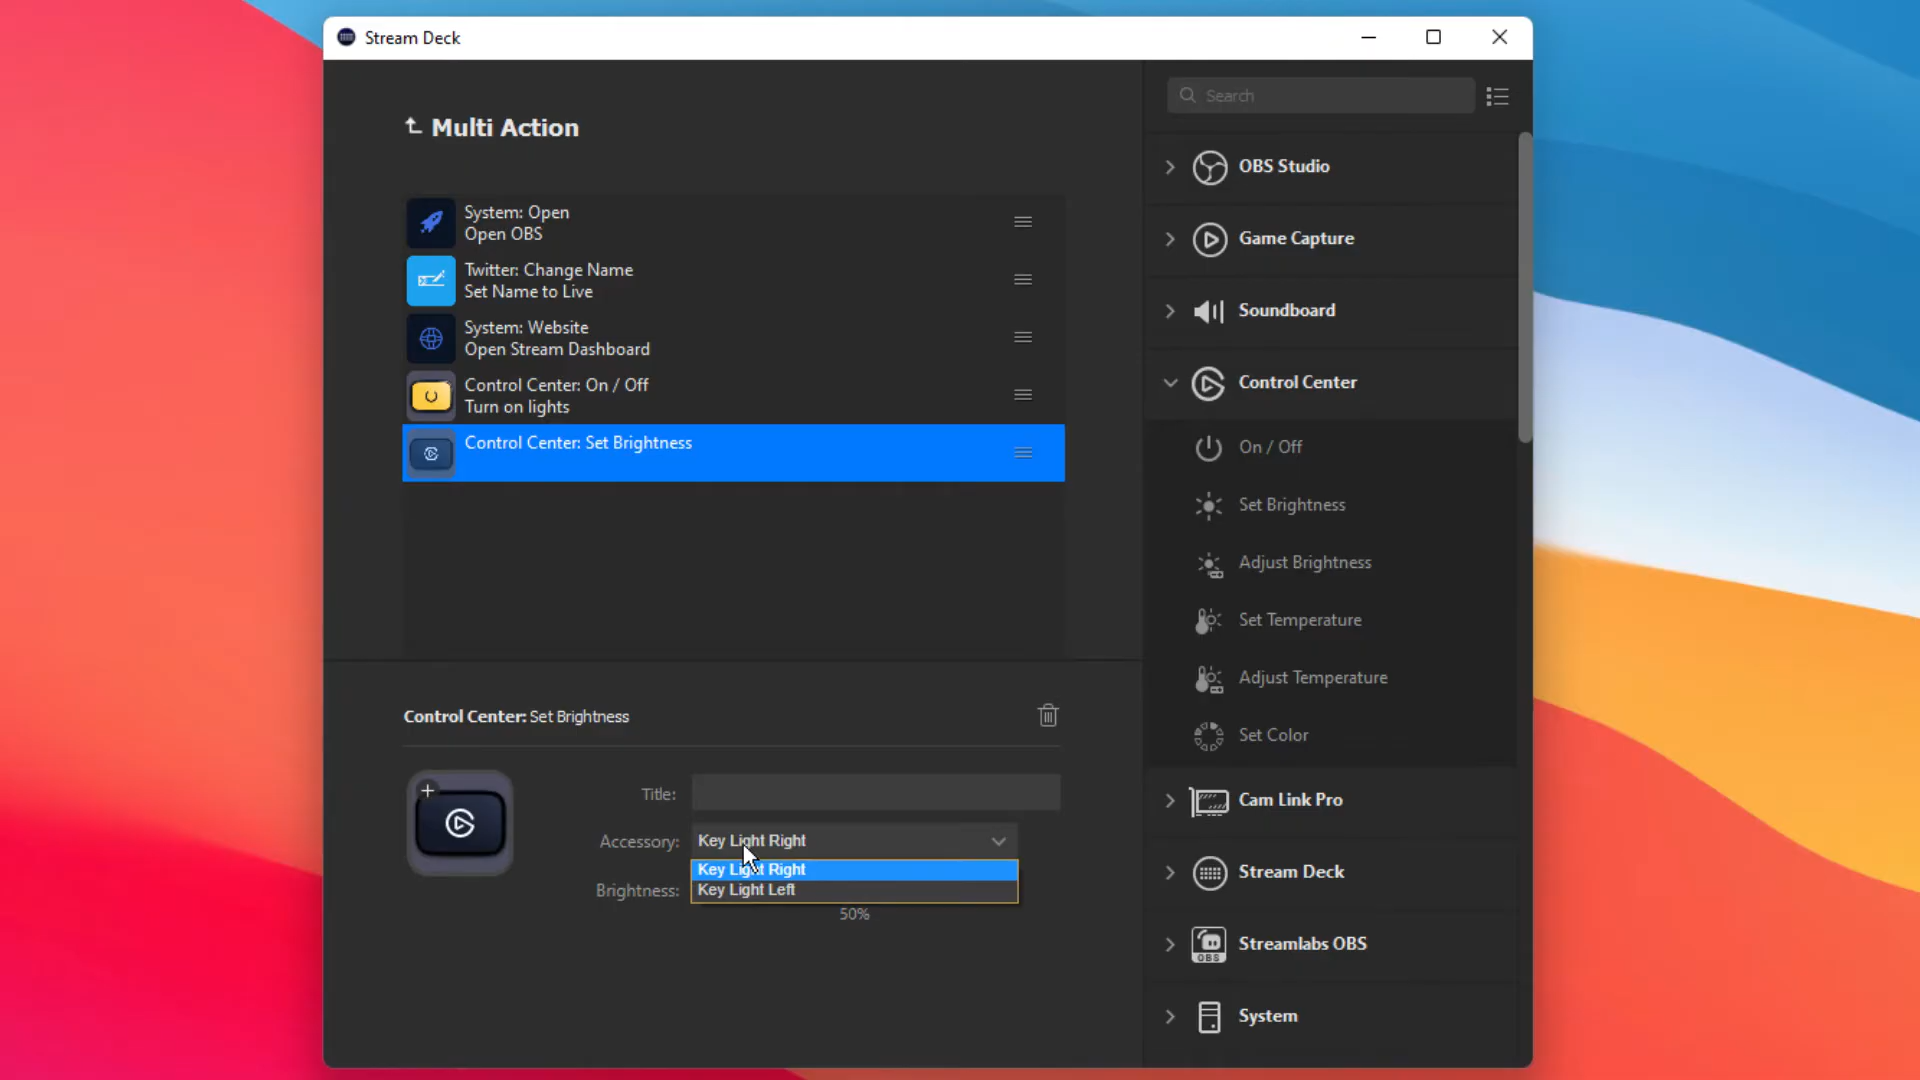 Stream Deck
Multi Action
System: Open
Open OBS
Twitter: Change Name
Set Name to Live
System: Website
Open Stream Dashboard
Control Center: On / Off
Turn on lights
Control Center: Set Brightness
Control Center: Set Brightness
Title:
Accessory: Key Light Right
Key Light Right
Key Light Left
Brightness:
50%
Search
OBS Studio
Game Capture
Soundboard
Control Center
On / Off
Set Brightness
Adjust Brightness
Set Temperature
Adjust Temperature
Set Color
Cam Link Pro
Stream Deck
OBS
Streamlabs OBS
System